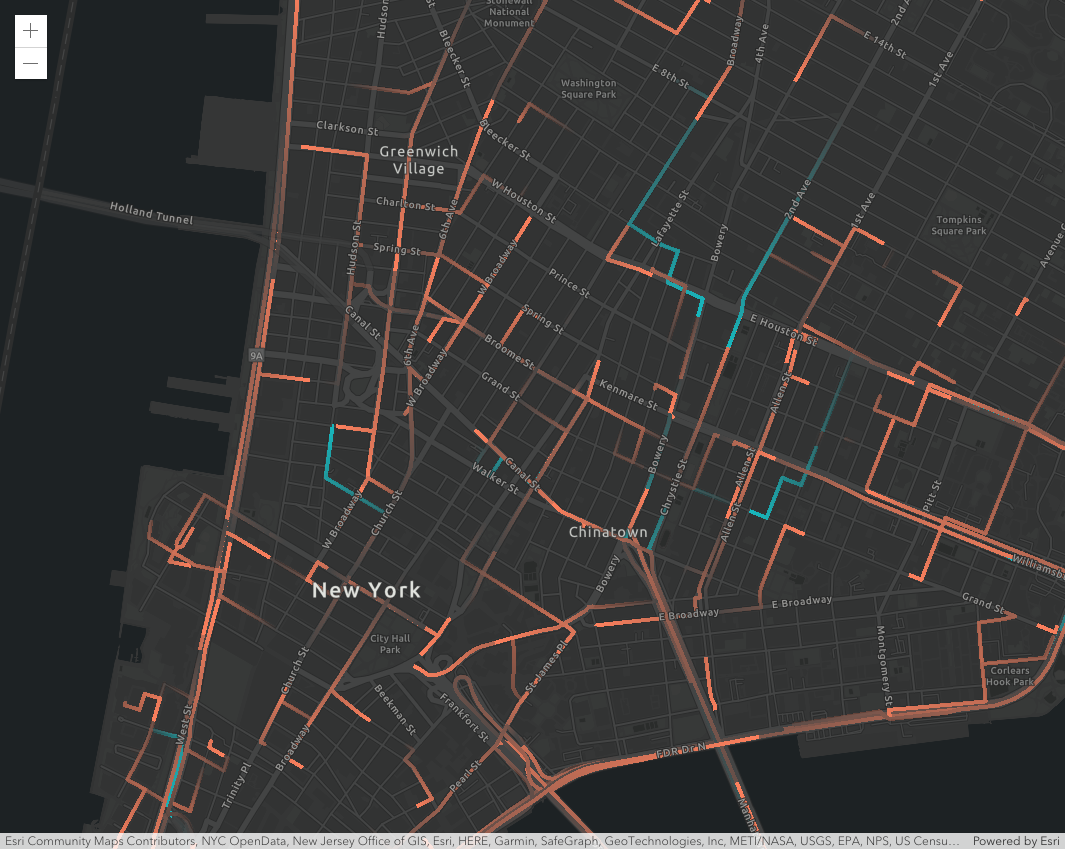 +
−
Stonewall
National
Monument
Hudson
Bleecker St
Broadway
4th Ave
2nd A
E 14th St
1st Ave
E 8th St
Washington
Square Park
Clarkson St
Bleecker St
Greenwich
Village
W Houston St
Charlton St
6th Ave
Holland Tunnel
Lafayette St
2nd Ave
1st Ave
Tompkins
Square Park
Avenue C
Hudson St
Spring St
W Broadway
Bowery
Prince St
Canal St
Spring St
E Houston St
9A
6th Ave
W Broadway
Broome St
Grand St
Kenmare St
Allen St
Bowery
Walker St
Canal St
Chrystie St
Allen St
Pitt St
W Broadway
Church St
Allen St
Chinatown
Williamsb
New York
Bowery
E Broadway
E Broadway
Grand St
City Hall
Park
St James Pl
Montgomery St
Corlears
Hook Park
Church St
Beekman St
Frankfort St
West St
Broadway
FDR Dr N
Trinity Pl
Pearl St
Manha
Esri Community Maps Contributors, NYC OpenData, New Jersey Office of GIS, Esri, HERE, Garmin, SafeGraph, GeoTechnologies, Inc, METI/NASA, USGS, EPA, NPS, US Censu…
Powered by Esri